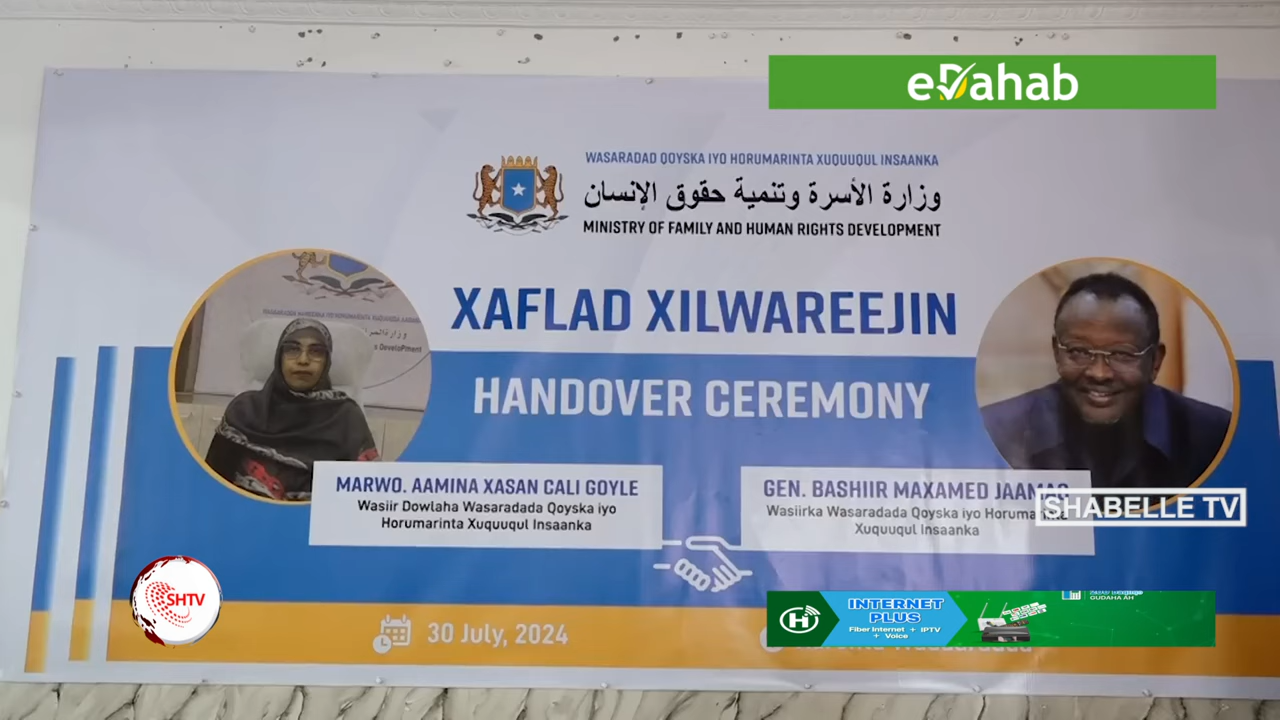 eDahab
WASARADAD QOYSKA IYO HORUMARINTA XUQUUQUL INSAANKA
وزارة الأسرة وتنمية حقوق الإنسان
MINISTRY OF FAMILY AND HUMAN RIGHTS DEVELOPMENT
XAFLAD XILWAREEJIN
HANDOVER CEREMONY
MARWO. AAMINA XASAN CALI GOYLE
Wasiir Dowlaha Wasaradada Qoyska iyo
Horumarinta Xuquuqul Insaanka
GEN. BASHIIR MAXAMED JAAMAC
Wasiirka Wasaradada Qoyska iyo Horumarinta
Xuquuqul Insaanka
SHABELLE TV
SHTV
30 July, 2024
INTERNET
PLUS
Fiber Internet + IPTV
+ Voice
GUDAHA AH